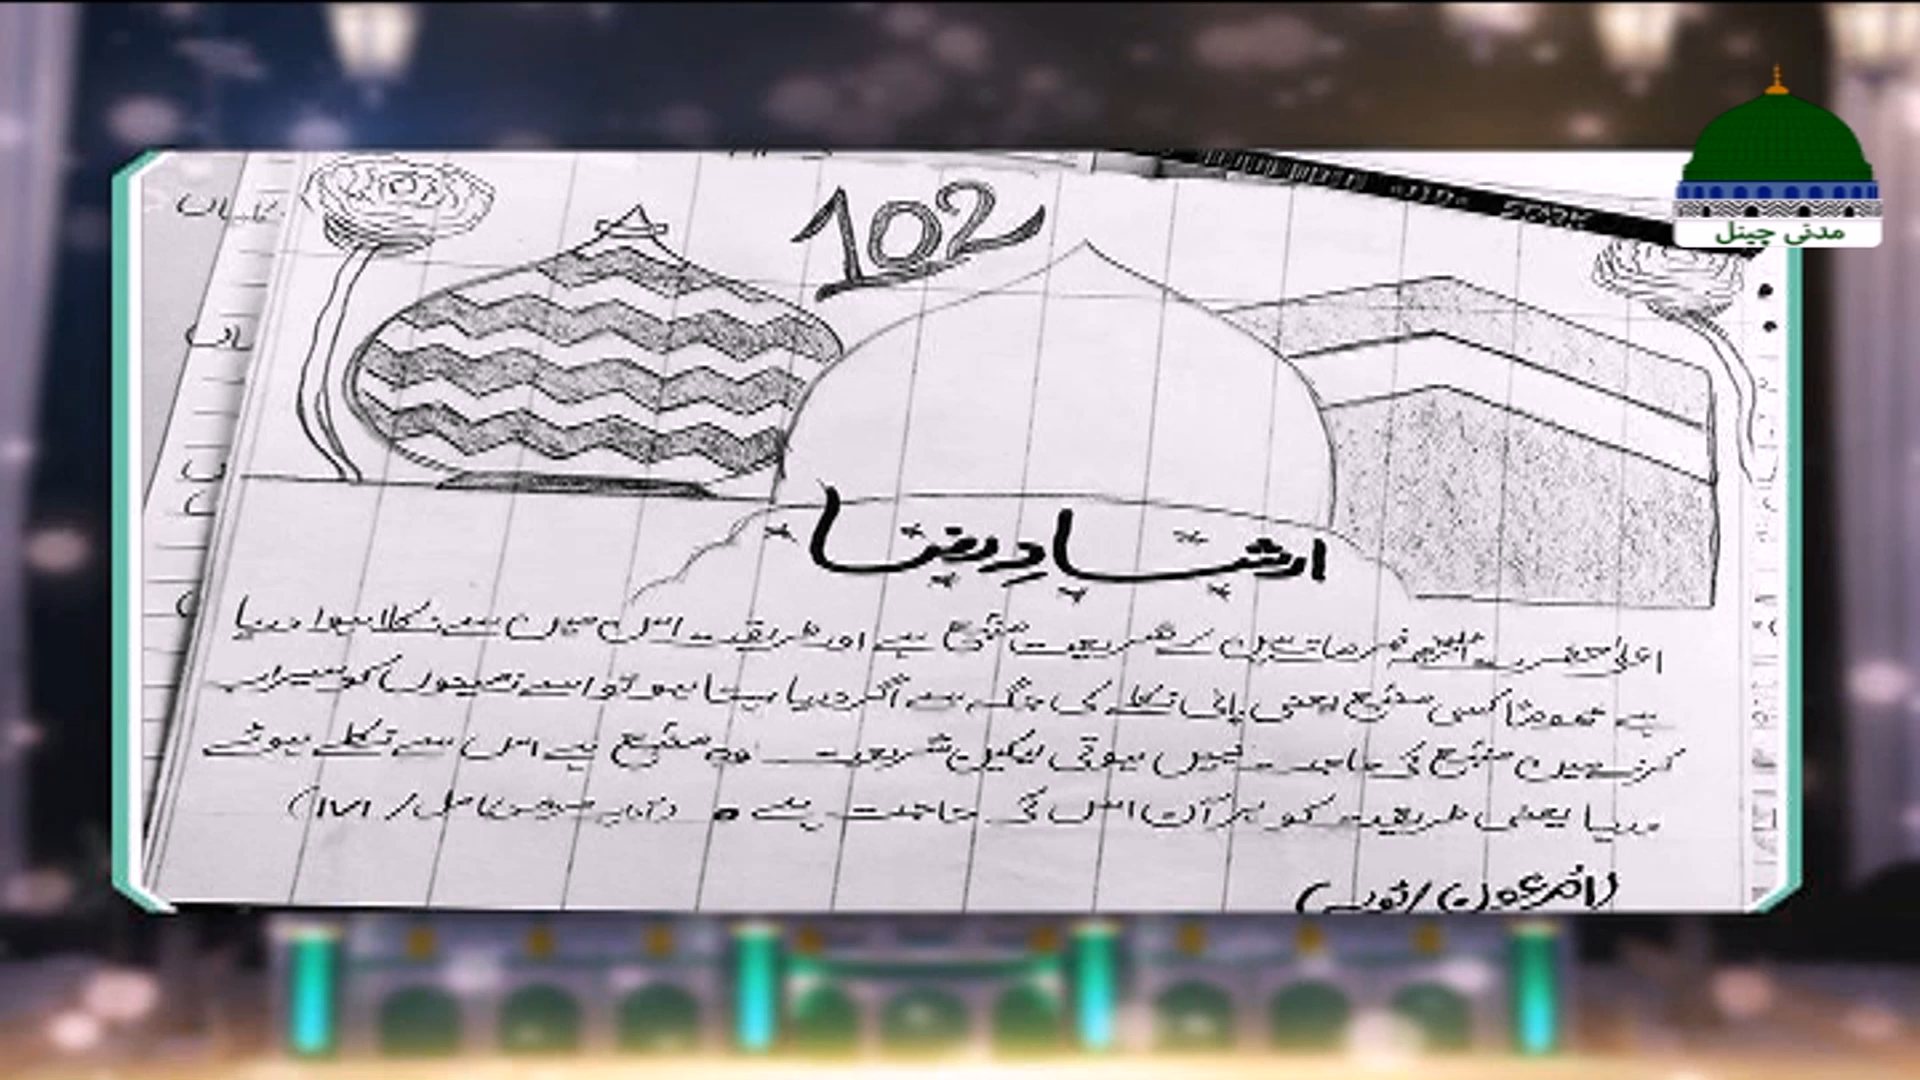 102
مدنی چینل
ارشادِ رضا
اعلیٰ حضرت فرماتے ہیں کہ شریعت منبع ہے اور طریقت اس میں سے نکلا ہوا دریا
ہے عموماً کسی منبع یعنی پانی نکلنے کی جگہ سے اگر دریا بہتا ہو تو اسے زمینوں کو سیراب
کرنے میں منبع کی حاجت نہیں ہوتی لیکن شریعت وہ منبع ہے اس سے نکلے ہوئے
دریا یعنی طریقت کو ہر آن اس کی حاجت ہے